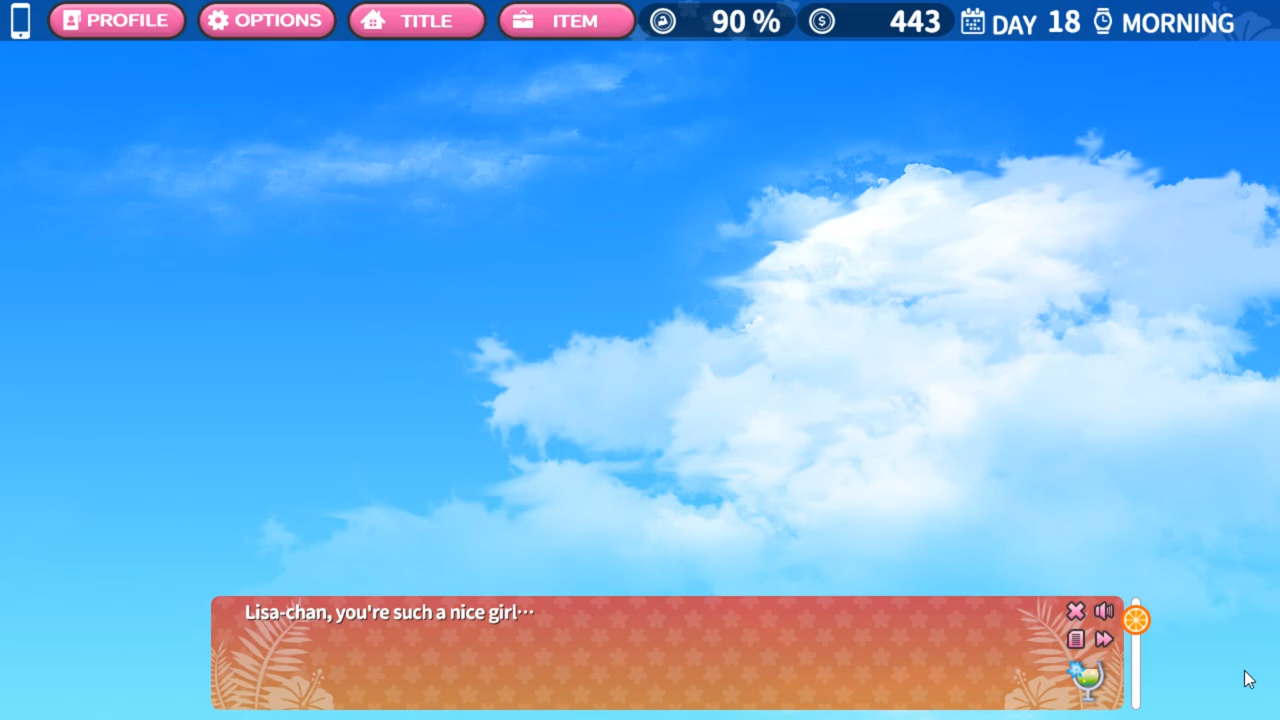 PROFILE OPTIONS TITLE ITEM 90 % 443 DAY 18 MORNING
Lisa-chan, you're such a nice girl…